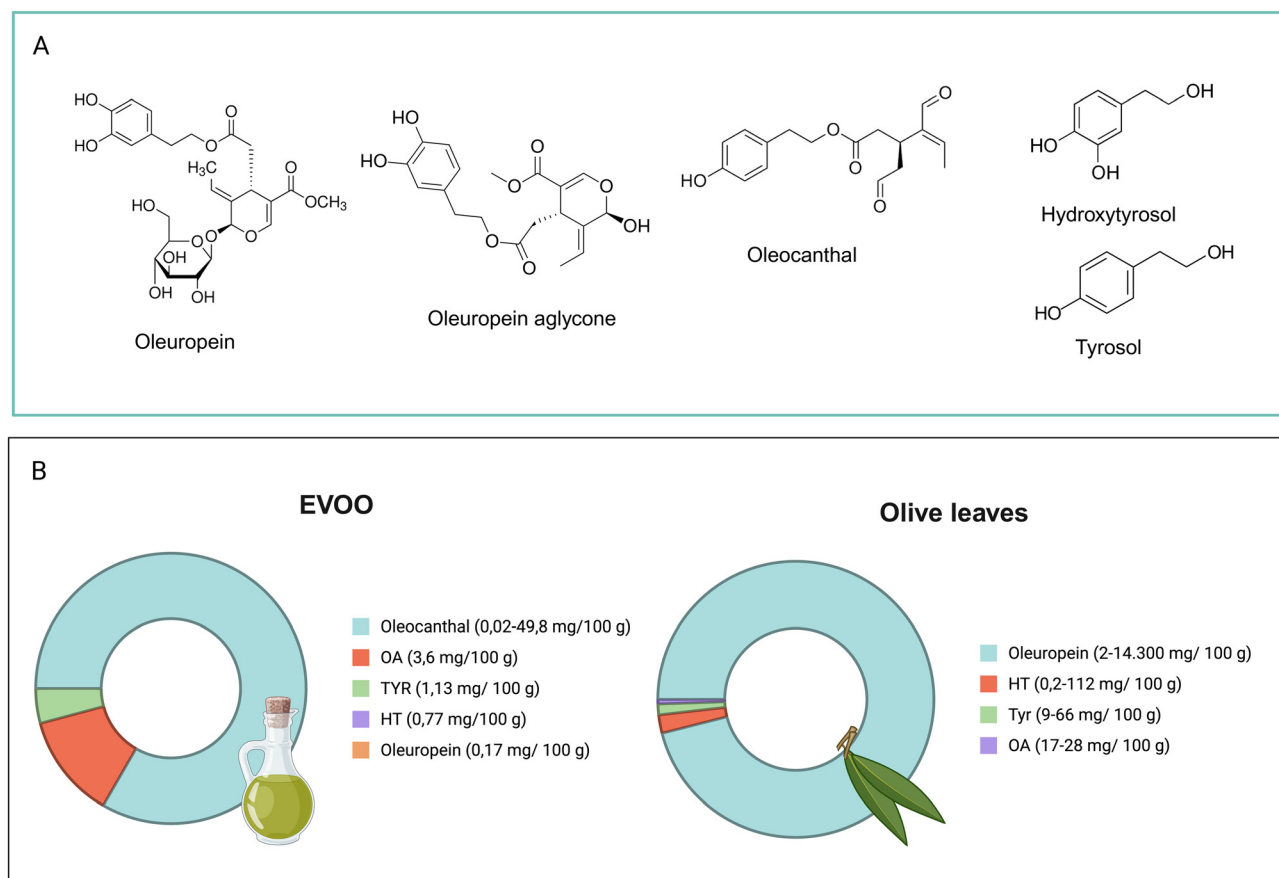 A
HO
HO
O
O
H₃C
O
OCH₃
HO
O
O
O
OH
OH
OH
Oleuropein
HO
HO
O
O
O
OH
O
O
Oleuropein aglycone
O
O
HO
O
O
Oleocanthal
OH
HO
OH
Hydroxytyrosol
OH
HO
Tyrosol
B
EVOO
Oleocanthal (0,02-49,8 mg/100 g)
OA (3,6 mg/100 g)
TYR (1,13 mg/ 100 g)
HT (0,77 mg/100 g)
Oleuropein (0,17 mg/ 100 g)
Olive leaves
Oleuropein (2-14.300 mg/ 100 g)
HT (0,2-112 mg/ 100 g)
Tyr (9-66 mg/ 100 g)
OA (17-28 mg/ 100 g)